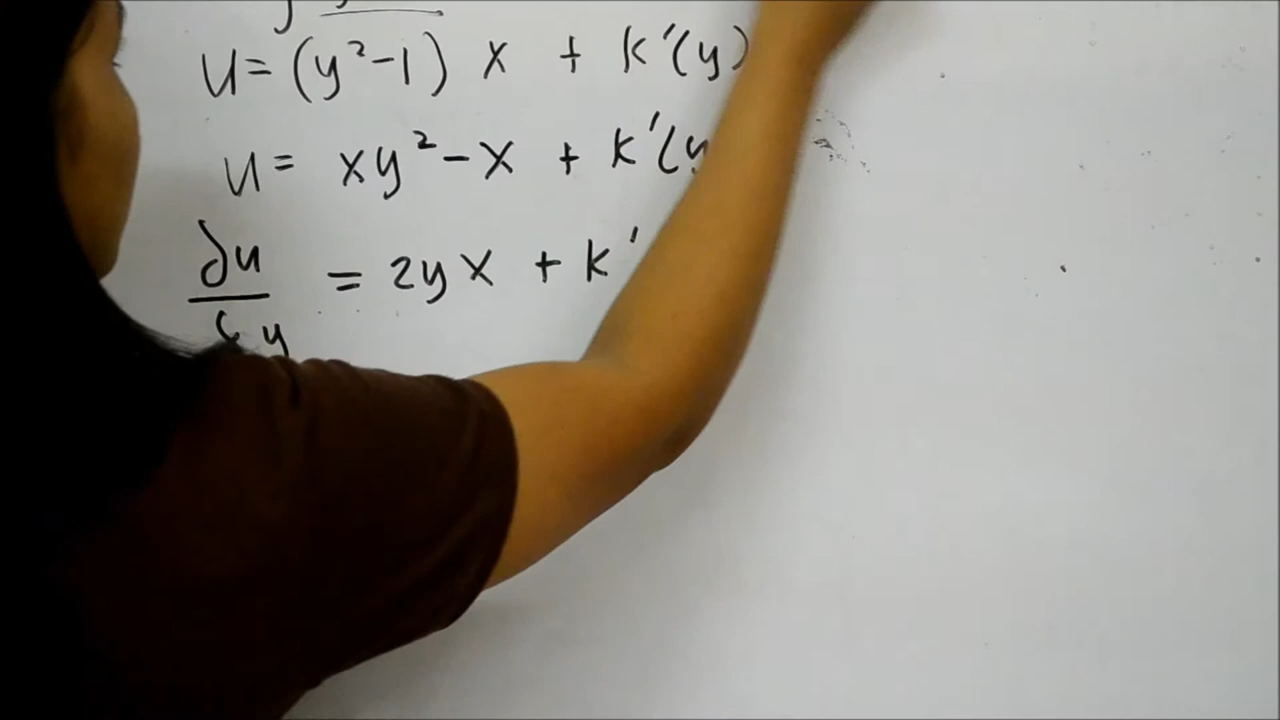 u = (y²-1) x + k'(y)
u = xy²-x + k'(y
∂u = 2yx + k'
∂y